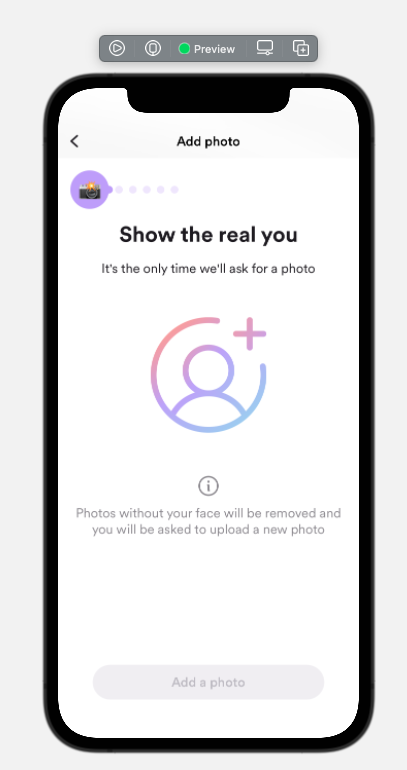 Preview
Add photo
Show the real you
It's the only time we'll ask for a photo
Photos without your face will be removed and
you will be asked to upload a new photo
Add a photo